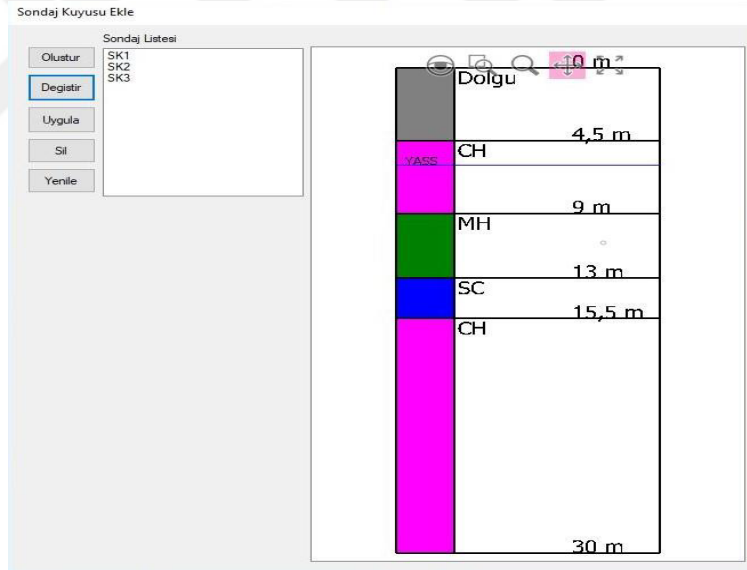 Sondaj Kuyusu Ekle
Sondaj Listesi
Olustur
Degistir
Uygula
Sil
Yenile
SK1
SK2
SK3
0 m
Dolgu
4,5 m
CH
YASS
9 m
MH
13 m
SC
15,5 m
CH
30 m